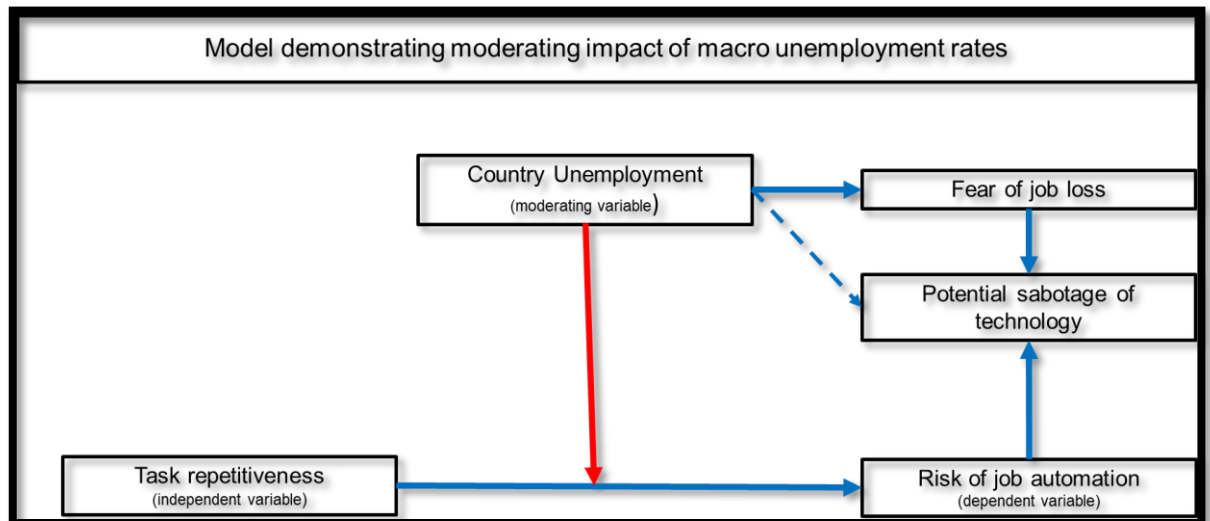 Model demonstrating moderating impact of macro unemployment rates
Country Unemployment
(moderating variable)
Fear of job loss
Potential sabotage of
technology
Task repetitiveness
(independent variable)
Risk of job automation
(dependent variable)